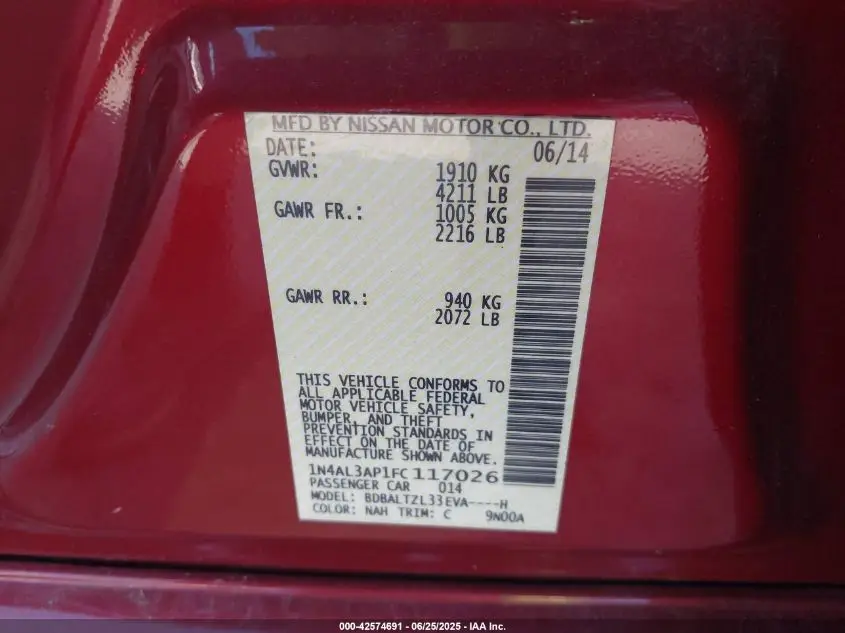 MFD BY NISSAN MOTOR CO., LTD.
DATE: 06/14
GVWR: 1910 KG
4211 LB
GAWR FR.: 1005 KG
2216 LB
GAWR RR.: 940 KG
2072 LB
THIS VEHICLE CONFORMS TO
ALL APPLICABLE FEDERAL
MOTOR VEHICLE SAFETY,
BUMPER, AND THEFT
PREVENTION STANDARDS IN
EFFECT ON THE DATE OF
MANUFACTURE SHOWN ABOVE.
1N4AL3AP1FC117026
PASSENGER CAR 014
MODEL: BDBALTZL33EVA----H
COLOR: NAH TRIM: C 9N00A
000-42574691 - 06/25/2025 - IAA Inc.